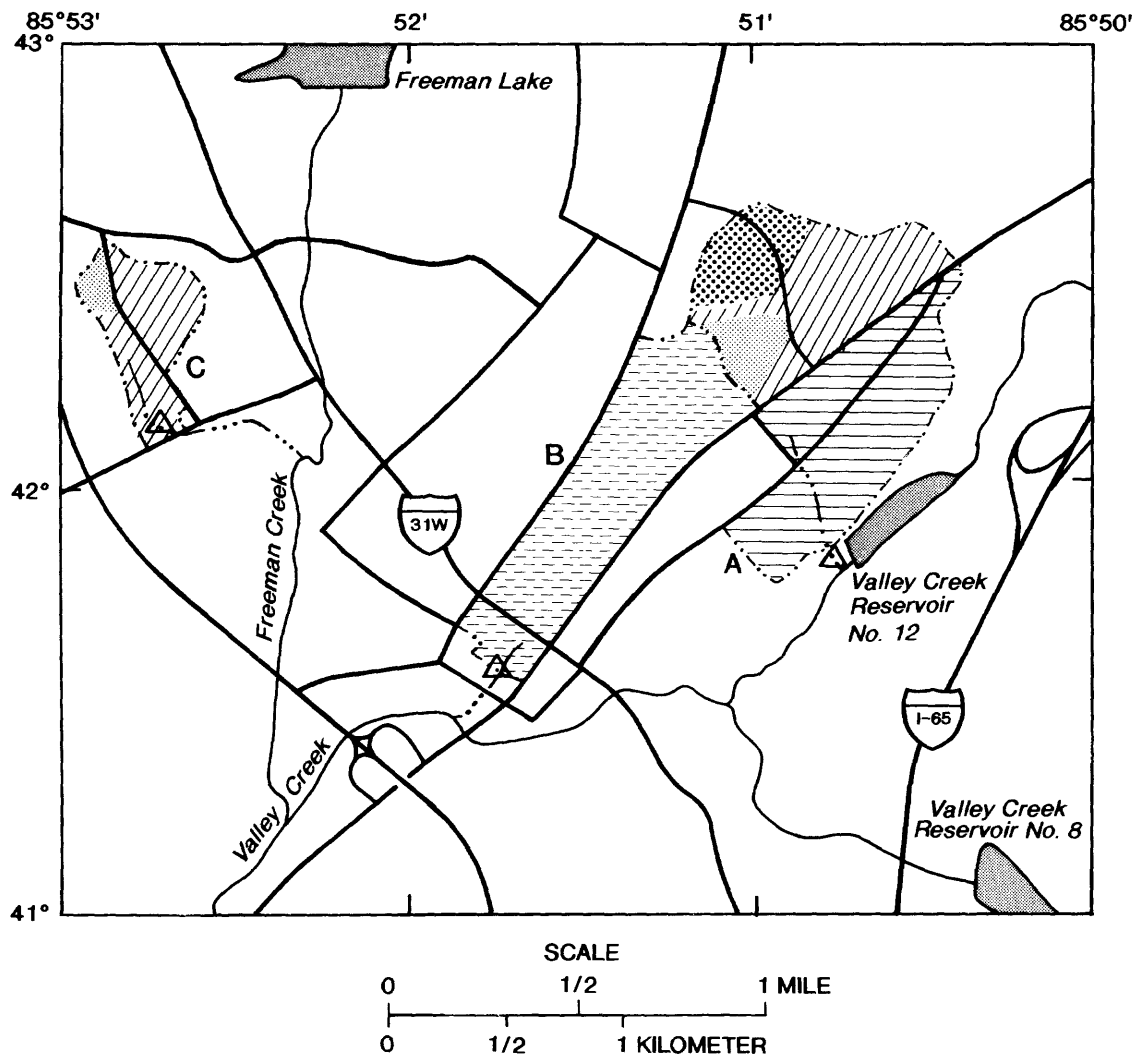 85°53' 52' 51' 85°50'
43°
Freeman Lake
C
B
42°
31W
A
Freeman Creek
Valley Creek
Reservoir
No. 12
I-65
Valley Creek
Valley Creek
Reservoir No. 8
41°
SCALE
0 1/2 1 MILE
0 1/2 1 KILOMETER